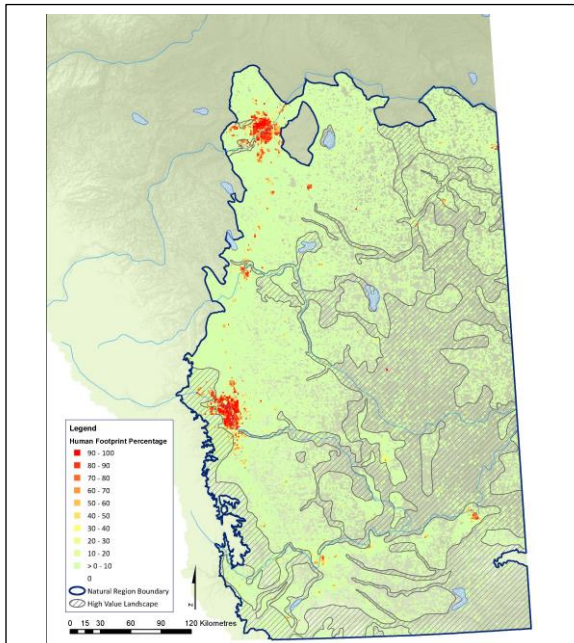 Legend
Human Footprint Percentage
90 - 100
80 - 90
70 - 80
60 - 70
50 - 60
40 - 50
30 - 40
20 - 30
10 - 20
> 0 - 10
0
Natural Region Boundary
High Value Landscape
N
0 15 30 60 90 120 Kilometres